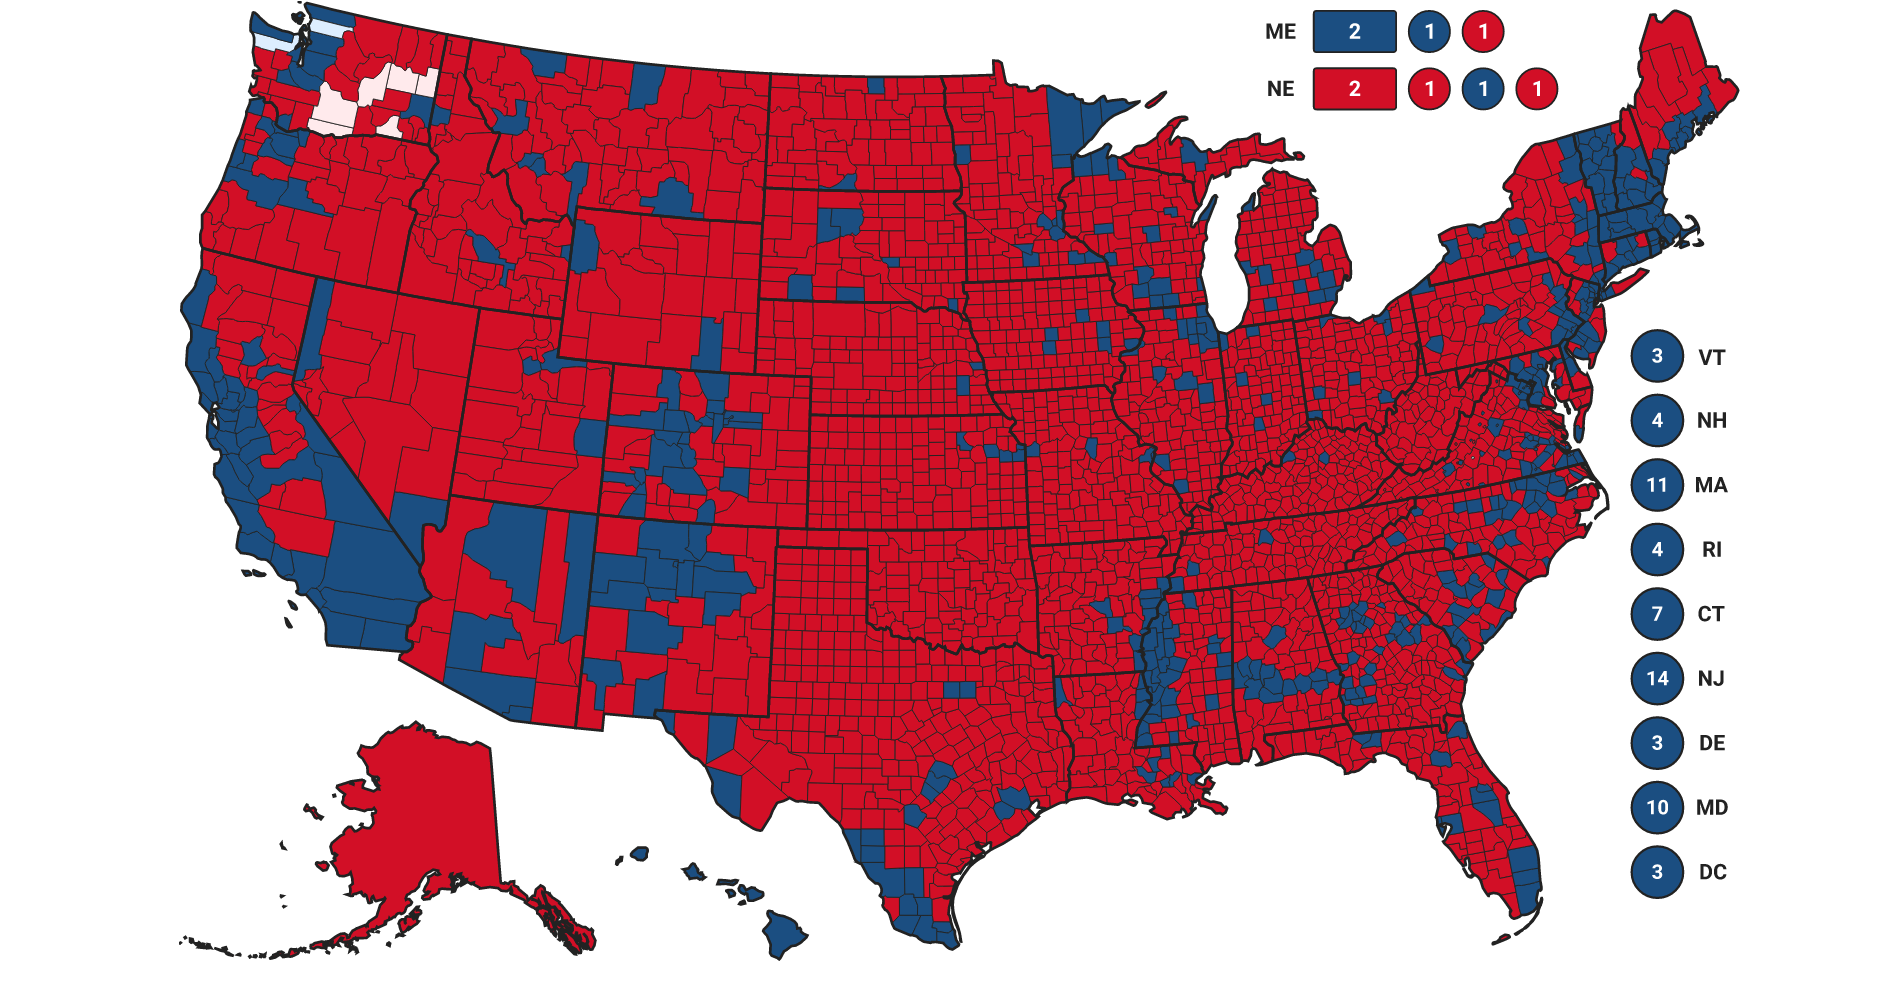 ME 2 1 1
NE 2 1 1 1
3 VT
4 NH
11 MA
4 RI
7 CT
14 NJ
3 DE
10 MD
3 DC